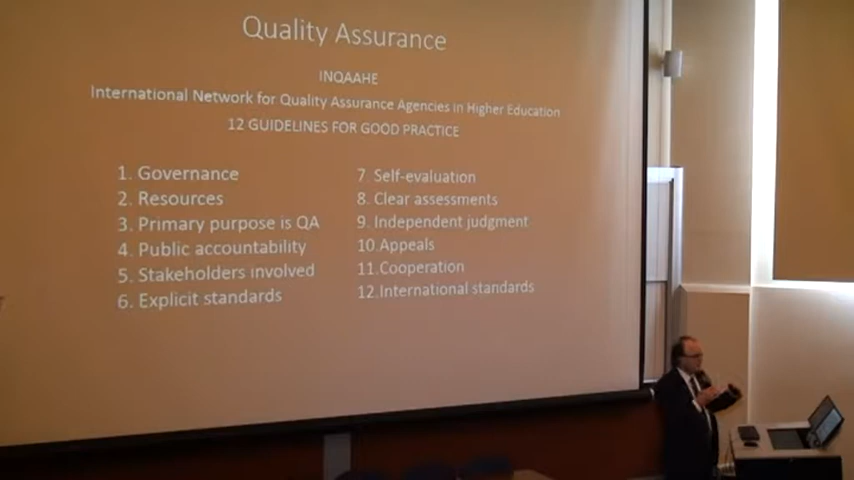 Quality Assurance
INQAAHE
International Network for Quality Assurance Agencies in Higher Education
12 GUIDELINES FOR GOOD PRACTICE
1. Governance
2. Resources
3. Primary purpose is QA
4. Public accountability
5. Stakeholders involved
6. Explicit standards
7 Self-evaluation
8. Clear assessments
9. Independent judgment
10. Appeals
11. Cooperation
12. International standards